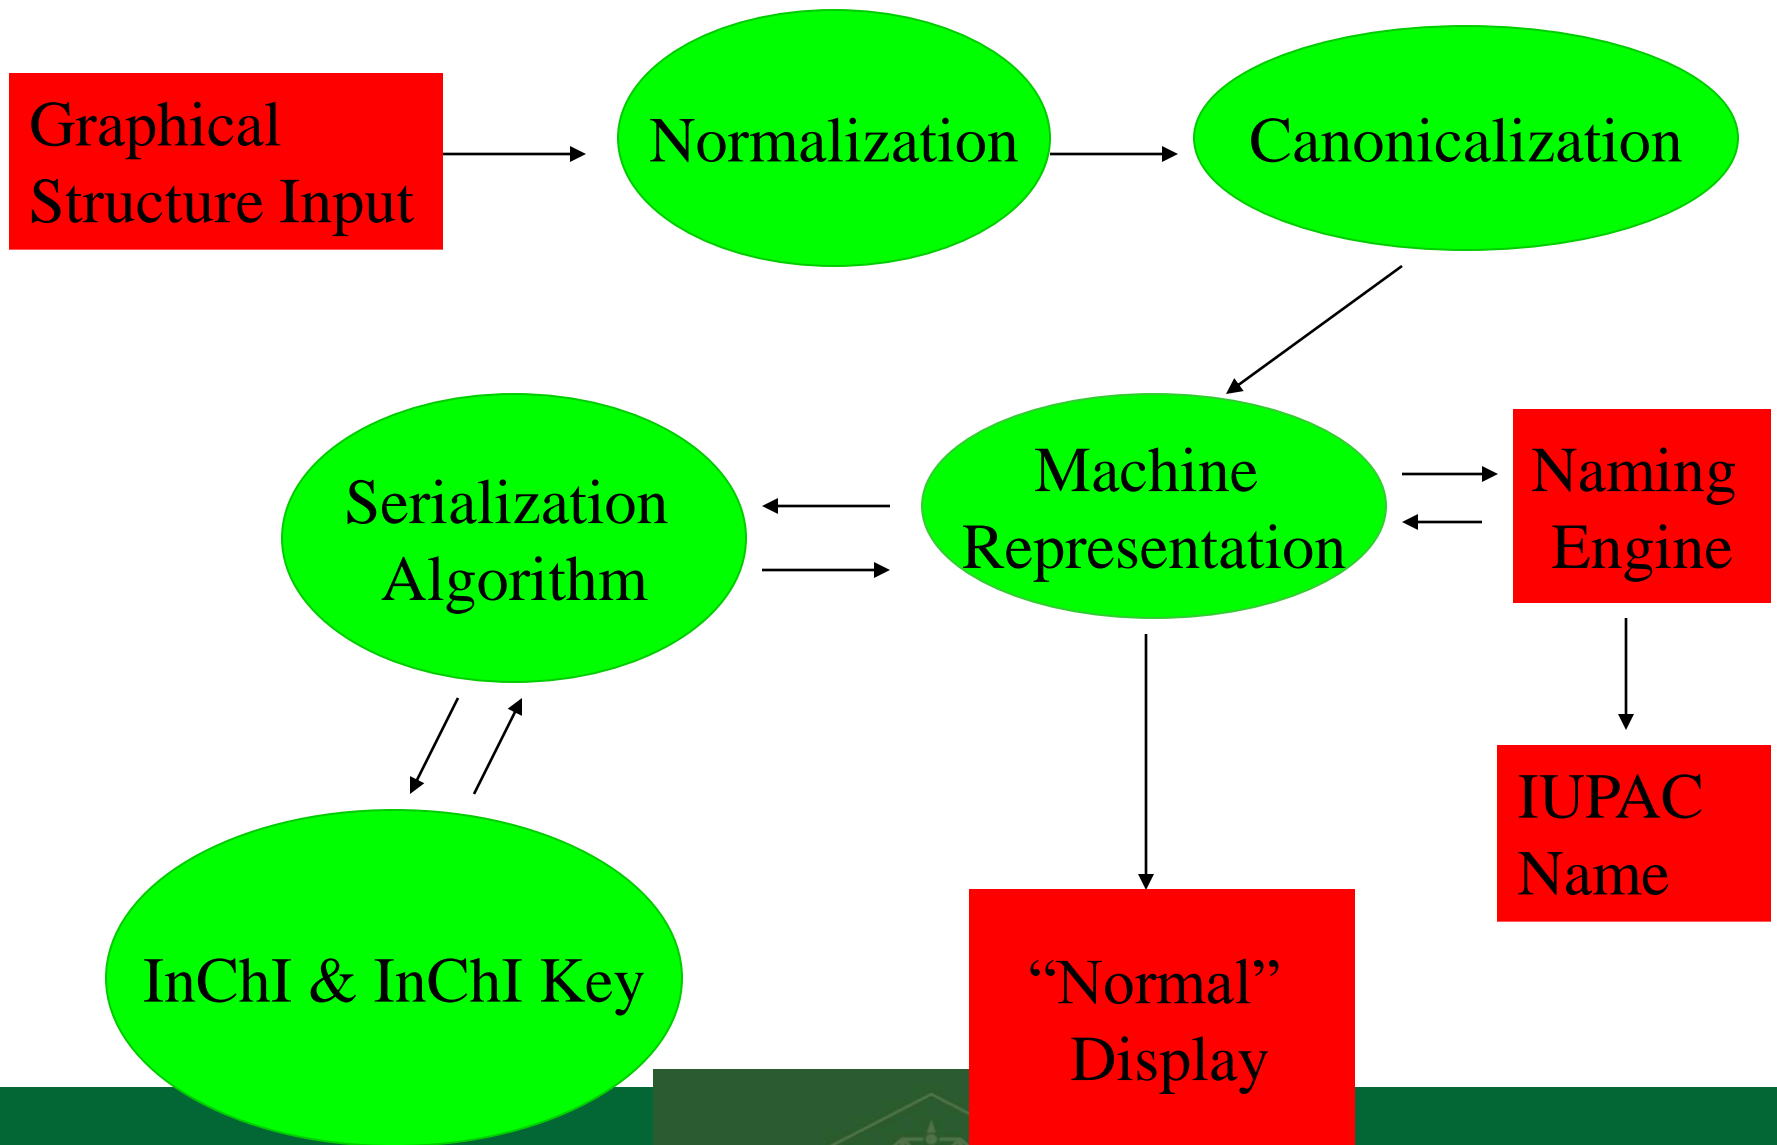 Graphical
Structure Input
Normalization
Canonicalization
Serialization
Algorithm
Machine
Representation
Naming
Engine
IUPAC
Name
InChI & InChI Key
“Normal”
Display